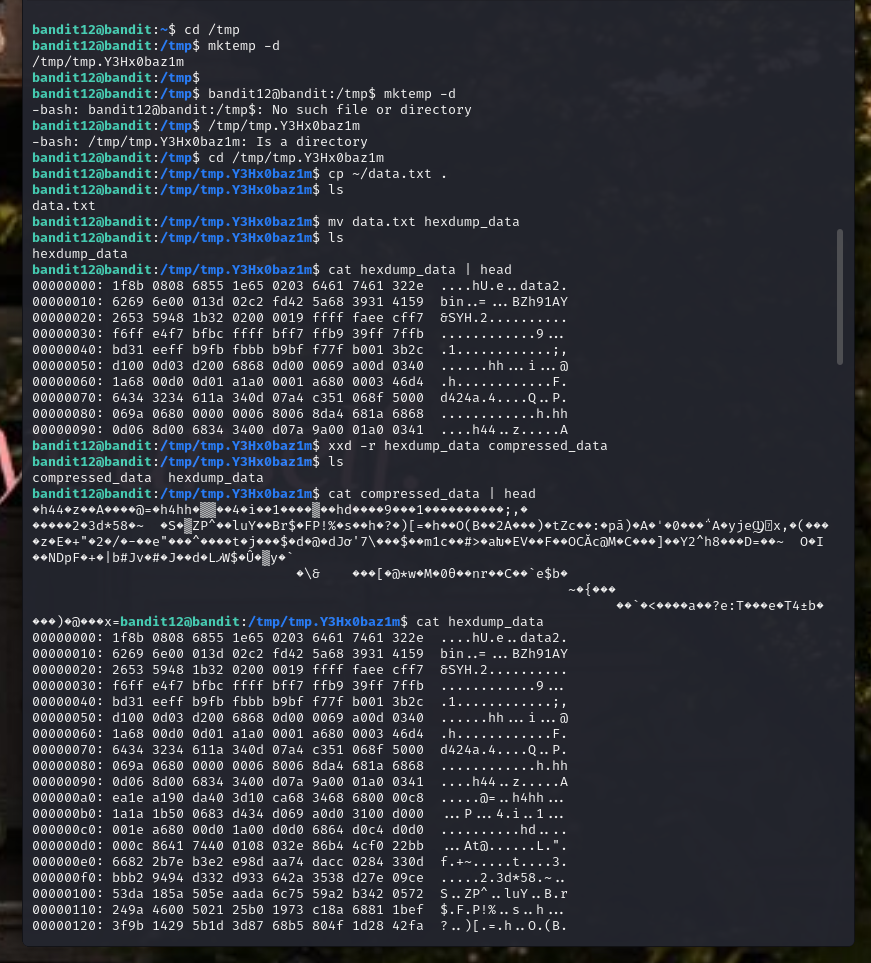 bandit12@bandit:~$ cd /tmp
bandit12@bandit:/tmp$ mktemp -d
/tmp/tmp.Y3Hx0baz1m
bandit12@bandit:/tmp$
bandit12@bandit:/tmp$ bandit12@bandit:/tmp$ mktemp -d
-bash: bandit12@bandit:/tmp$: No such file or directory
bandit12@bandit:/tmp$ /tmp/tmp.Y3Hx0baz1m
-bash: /tmp/tmp.Y3Hx0baz1m: Is a directory
bandit12@bandit:/tmp$ cd /tmp/tmp.Y3Hx0baz1m
bandit12@bandit:/tmp/tmp.Y3Hx0baz1m$ cp ~/data.txt .
bandit12@bandit:/tmp/tmp.Y3Hx0baz1m$ ls
data.txt
bandit12@bandit:/tmp/tmp.Y3Hx0baz1m$ mv data.txt hexdump_data
bandit12@bandit:/tmp/tmp.Y3Hx0baz1m$ ls
hexdump_data
bandit12@bandit:/tmp/tmp.Y3Hx0baz1m$ cat hexdump_data | head
00000000: 1f8b 0808 6855 1e65 0203 6461 7461 322e  ....hU.e..data2.
00000010: 6269 6e00 013d 02c2 fd42 5a68 3931 4159  bin..=...BZh91AY
00000020: 2653 5948 1b32 0200 0019 ffff faee cff7  &SYH.2..........
00000030: f6ff e4f7 bfbc ffff bff7 ffb9 39ff 7ffb  ............9...
00000040: bd31 eeff b9fb fbbb b9bf f77f b001 3b2c  .1............;,
00000050: d100 0d03 d200 6868 0d00 0069 a00d 0340  ......hh...i...@
00000060: 1a68 00d0 0d01 a1a0 0001 a680 0003 46d4  .h............F.
00000070: 6434 3234 611a 340d 07a4 c351 068f 5000  d424a.4....Q..P.
00000080: 069a 0680 0000 0006 8006 8da4 681a 6868  ............h.hh
00000090: 0d06 8d00 6834 3400 d07a 9a00 01a0 0341  ....h44..z.....A
bandit12@bandit:/tmp/tmp.Y3Hx0baz1m$ xxd -r hexdump_data compressed_data
bandit12@bandit:/tmp/tmp.Y3Hx0baz1m$ ls
compressed_data  hexdump_data
bandit12@bandit:/tmp/tmp.Y3Hx0baz1m$ cat compressed_data | head
bandit12@bandit:/tmp/tmp.Y3Hx0baz1m$ cat hexdump_data
00000000: 1f8b 0808 6855 1e65 0203 6461 7461 322e  ....hU.e..data2.
00000010: 6269 6e00 013d 02c2 fd42 5a68 3931 4159  bin..=...BZh91AY
00000020: 2653 5948 1b32 0200 0019 ffff faee cff7  &SYH.2..........
00000030: f6ff e4f7 bfbc ffff bff7 ffb9 39ff 7ffb  ............9...
00000040: bd31 eeff b9fb fbbb b9bf f77f b001 3b2c  .1............;,
00000050: d100 0d03 d200 6868 0d00 0069 a00d 0340  ......hh...i...@
00000060: 1a68 00d0 0d01 a1a0 0001 a680 0003 46d4  .h............F.
00000070: 6434 3234 611a 340d 07a4 c351 068f 5000  d424a.4....Q..P.
00000080: 069a 0680 0000 0006 8006 8da4 681a 6868  ............h.hh
00000090: 0d06 8d00 6834 3400 d07a 9a00 01a0 0341  ....h44..z.....A
000000a0: ea1e a190 da40 3d10 ca68 3468 6800 00c8  .....@=..h4hh...
000000b0: 1a1a 1b50 0683 d434 d069 a0d0 3100 d000  ...P...4.i..1...
000000c0: 001e a680 00d0 1a00 d0d0 6864 d0c4 d0d0  ..........hd....
000000d0: 000c 8641 7440 0108 032e 86b4 4cf0 22bb  ...At@......L.".
000000e0: 6682 2b7e b3e2 e98d aa74 dacc 0284 330d  f.+~.....t....3.
000000f0: bbb2 9494 d332 d933 642a 3538 d27e 09ce  .....2.3d*58.~..
00000100: 53da 185a 505e aada 6c75 59a2 b342 0572  S..ZP^..luY..B.r
00000110: 249a 4600 5021 25b0 1973 c18a 6881 1bef  $.F.P!%..s..h...
00000120: 3f9b 1429 5b1d 3d87 68b5 804f 1d28 42fa  ?..)[.=.h..O.(B.